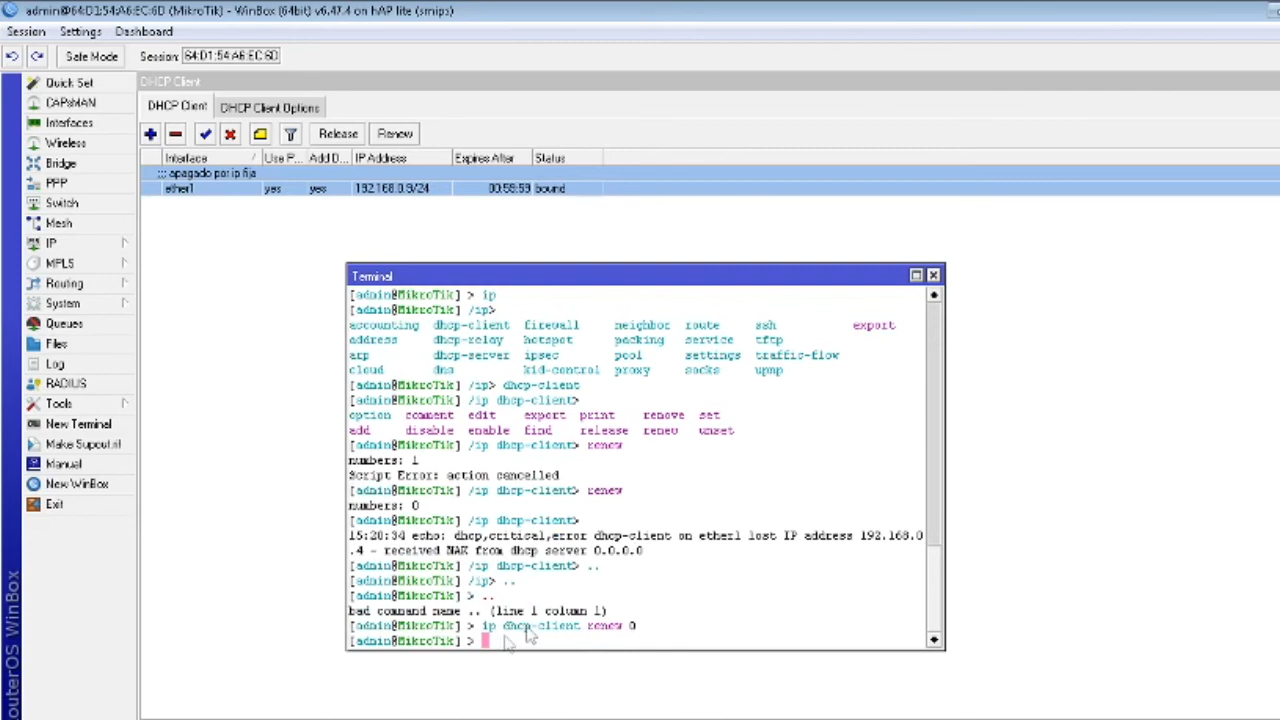 admin@64:D1:54:A6:EC:6D (MikroTik) - WinBox (64bit) v6.47.4 on hAP lite (smips)
Session Settings Dashboard
Safe Mode Session: 64:D1:54:A6:EC:6D
Quick Set
CAPsMAN
Interfaces
Wireless
Bridge
PPP
Switch
Mesh
IP
MPLS
Routing
System
Queues
Files
Log
RADIUS
Tools
New Terminal
Make Supout.rif
Manual
New WinBox
Exit
outerOS WinBox
DHCP Client
DHCP Client DHCP Client Options
Release Renew
Interface Use P... Add D... IP Address Expires After Status
;;; apagado por ip fija
ether1 yes yes 192.168.0.9/24 00:59:59 bound
Terminal
[admin@MikroTik] > ip
[admin@MikroTik] /ip>
accounting dhcp-client firewall neighbor route ssh export
address dhcp-relay hotspot packing service tftp
arp dhcp-server ipsec pool settings traffic-flow
cloud dns kid-control proxy socks upnp
[admin@MikroTik] /ip> dhcp-client
[admin@MikroTik] /ip dhcp-client>
option comment edit export print remove set
add disable enable find release renew unset
[admin@MikroTik] /ip dhcp-client> renew
numbers: 1
Script Error: action cancelled
[admin@MikroTik] /ip dhcp-client> renew
numbers: 0
[admin@MikroTik] /ip dhcp-client>
15:28:34 echo: dhcp,critical,error dhcp-client on ether1 lost IP address 192.168.0
.4 - received NAK from dhcp server 0.0.0.0
[admin@MikroTik] /ip dhcp-client> ..
[admin@MikroTik] /ip> ..
[admin@MikroTik] > ..
bad command name .. (line 1 column 1)
[admin@MikroTik] > ip dhcp-client renew 0
[admin@MikroTik] >